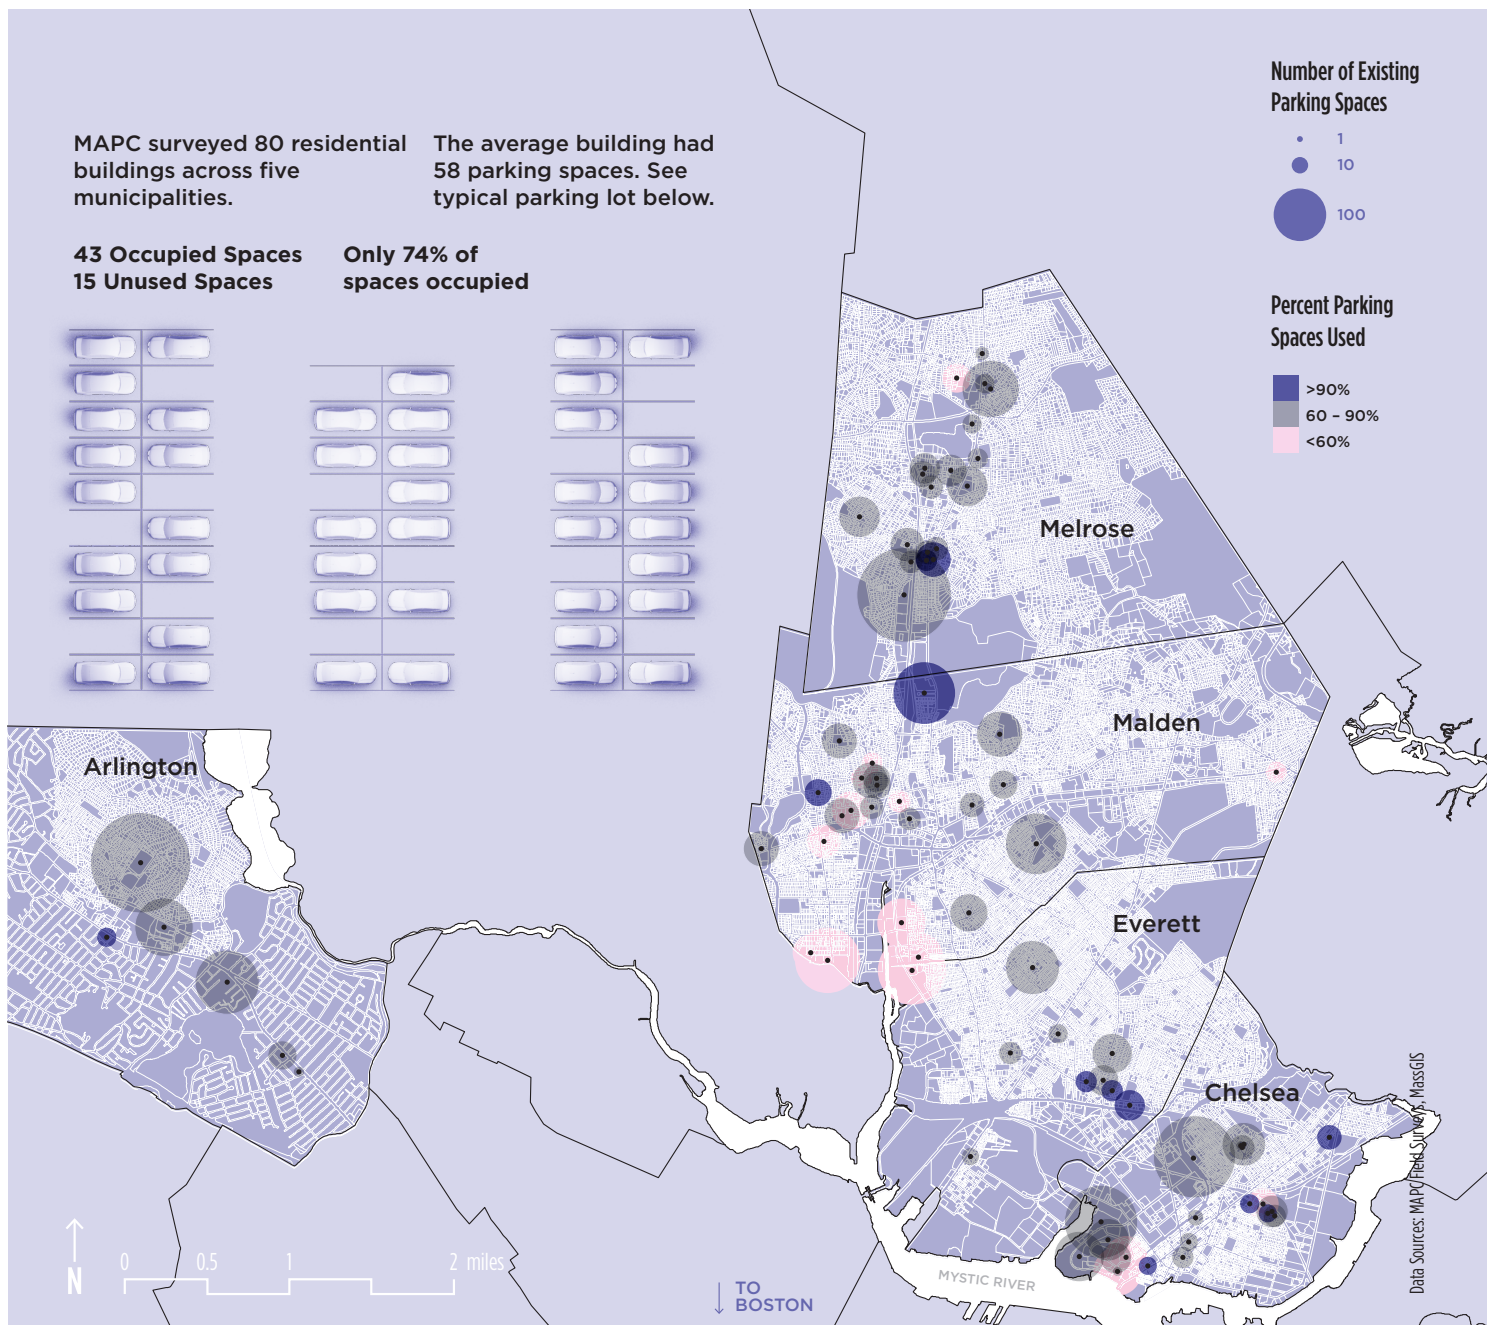 MAPC surveyed 80 residential
buildings across five
municipalities.
The average building had
58 parking spaces. See
typical parking lot below.
43 Occupied Spaces
15 Unused Spaces
Only 74% of
spaces occupied
Number of Existing
Parking Spaces
1
10
100
Percent Parking
Spaces Used
>90%
60 – 90%
<60%
Melrose
Malden
Arlington
Everett
Chelsea
MYSTIC RIVER
TO
BOSTON
N
0 0.5 1 2 miles
Data Sources: MAPC Field Surveys, MassGIS